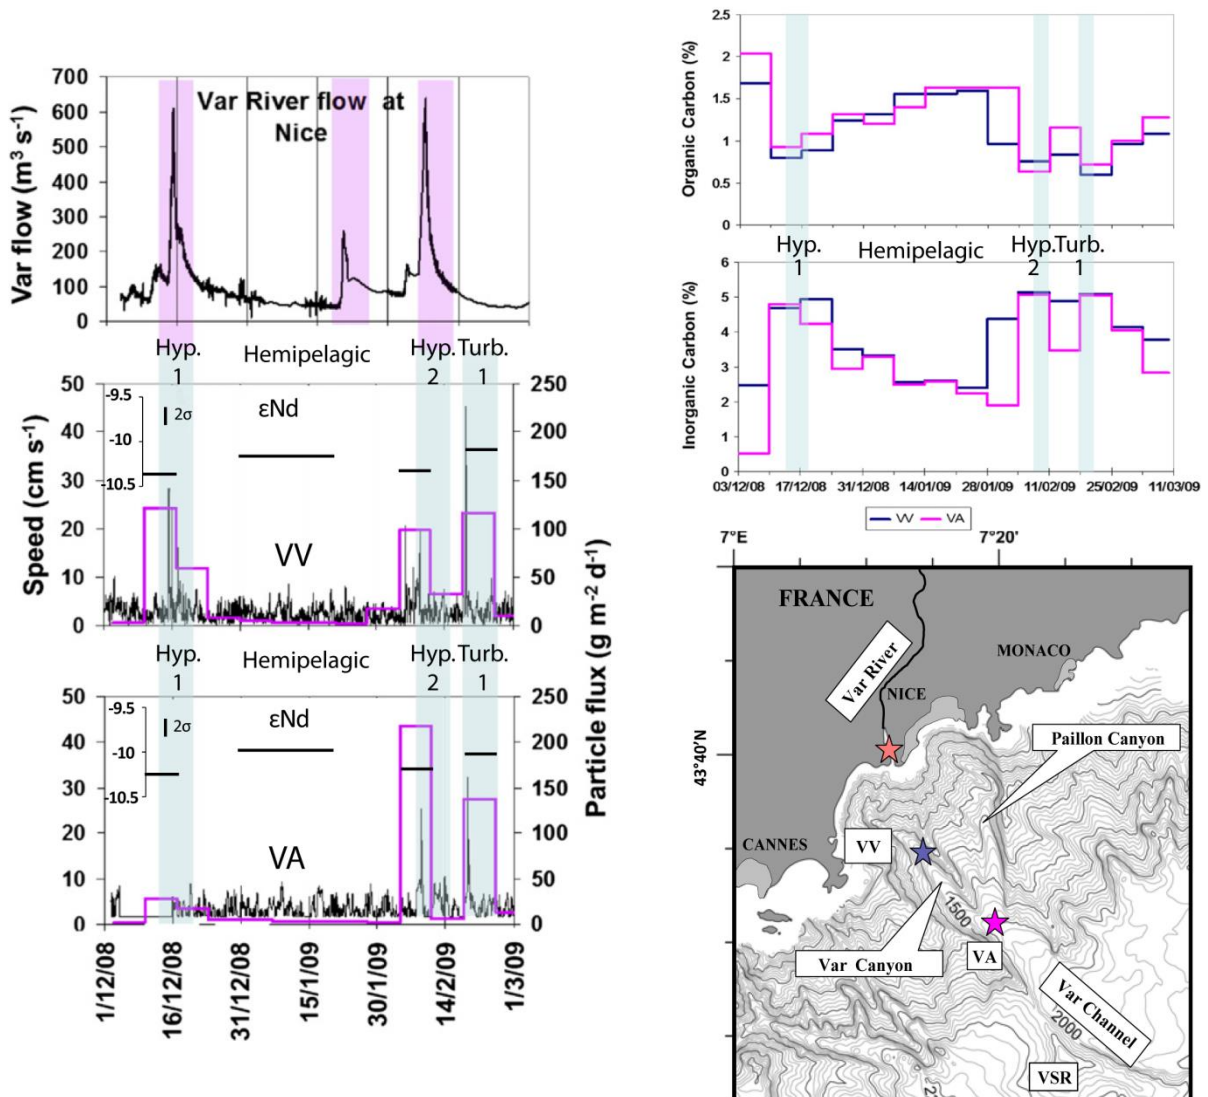 Var River flow at
Nice
Var flow (m³ s⁻¹)
700
600
500
400
300
200
100
0
Hyp.
1
Hemipelagic
Hyp.
2
Turb.
1
Speed (cm s⁻¹)
50
40
30
20
10
0
-9.5
-10
-10.5
2σ
εNd
VV
250
200
150
100
50
0
Particle flux (g m⁻² d⁻¹)
Hyp.
1
Hemipelagic
Hyp.
2
Turb.
1
50
40
30
20
10
0
-9.5
-10
-10.5
2σ
εNd
VA
250
200
150
100
50
0
1/12/08
16/12/08
31/12/08
15/1/09
30/1/09
14/2/09
1/3/09
Organic Carbon (%)
2.5
2
1.5
1
0.5
0
Hyp.
1
Hemipelagic
Hyp.
2
Turb.
1
Inorganic Carbon (%)
6
5
4
3
2
1
0
03/12/08
17/12/08
31/12/08
14/01/09
28/01/09
11/02/09
25/02/09
11/03/09
VV
VA
7°E
7°20'
43°40'N
FRANCE
MONACO
Var River
NICE
Paillon Canyon
VV
CANNES
1500
VA
Var Canyon
Var Channel
2000
VSR